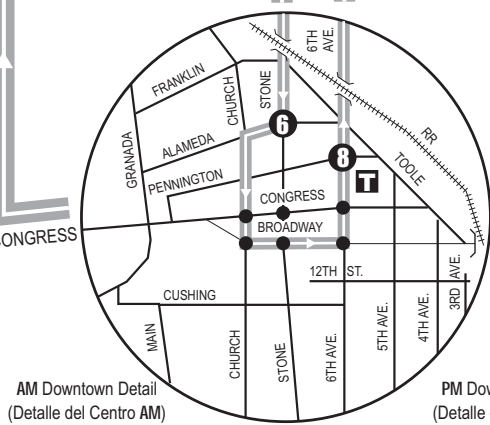 6TH
AVE.
FRANKLIN
CHURCH
STONE
6
ALAMEDA
GRANADA
RR
8
TOOLE
PENNINGTON
T
CONGRESS
CONGRESS
BROADWAY
12TH ST.
3RD AVE.
CUSHING
MAIN
CHURCH
STONE
6TH AVE.
5TH AVE.
4TH AVE.
AM Downtown Detail
(Detalle del Centro AM)
PM Dow
(Detalle